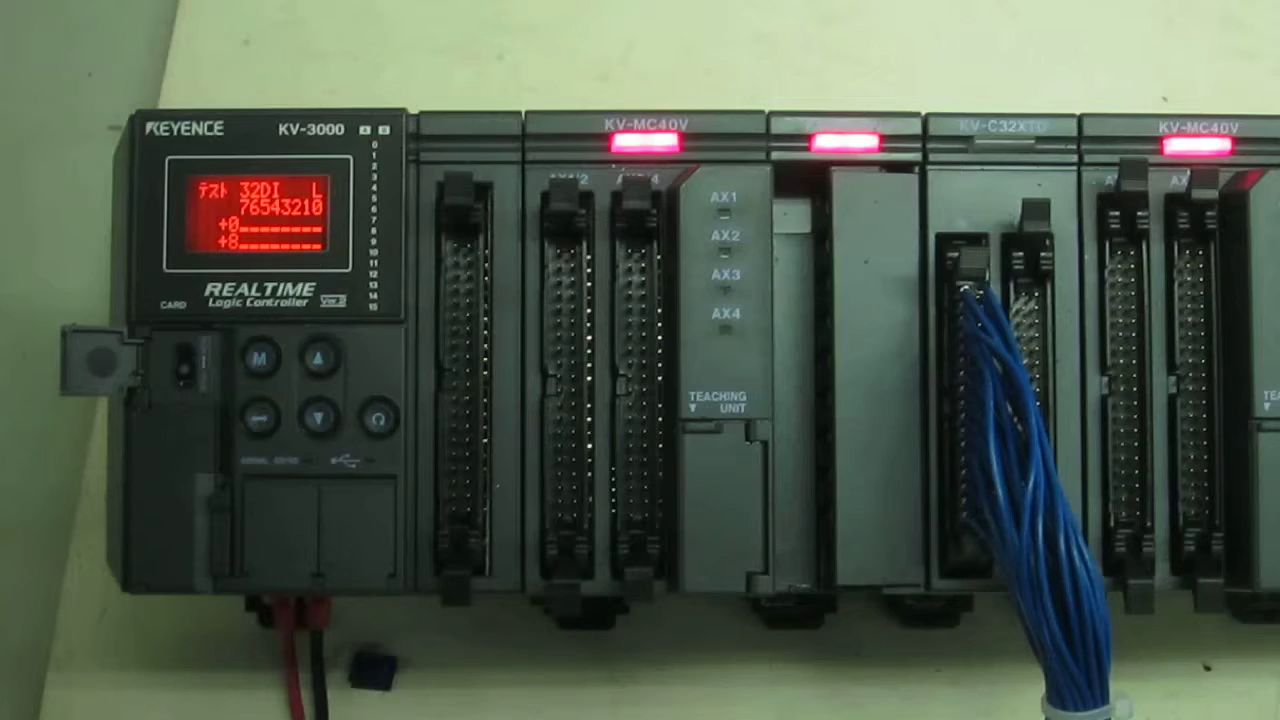 KEYENCE KV-3000 A B
0
1
2
3
4
5
6
7
8
9
10
11
12
13
14
15
テスト 32DI L
76543210
+0
+8
REALTIME
Logic Controller Ver.2
CARD
M
KV-MC40V
AX1
AX2
AX3
AX4
TEACHING
UNIT
KV-C32XTD
KV-MC40V